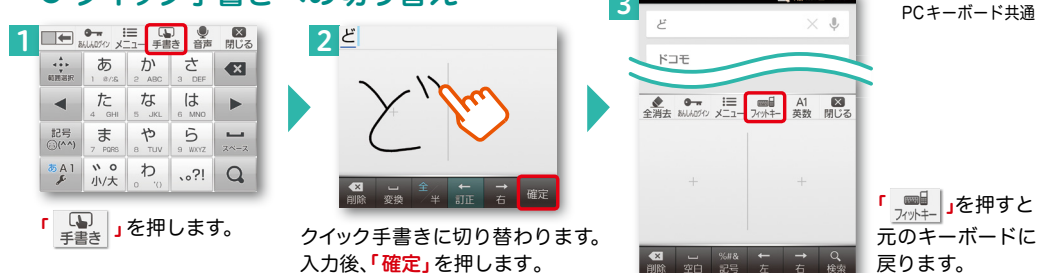 クイック手書きへの切り替え
1
あんしんログイン メニュー 手書き 音声 閉じる
範囲選択 あ 1 @/:& か 2 ABC さ 3 DEF
た 4 GHI な 5 JKL は 6 MNO
記号 (^^) ま 7 PQRS や 8 TUV ら 9 WXYZ スペース
あA1 小/大 わ 0 、。?!
「手書き」を押します。
2
ど
ど
削除 変換 全半 訂正 右 確定
クイック手書きに切り替わります。
入力後、「確定」を押します。
3
ど
ドコモ
全消去 あんしんログイン メニュー フィットキー 英数 A1 閉じる
削除 空白 %#& 記号 左 右 検索
PCキーボード共通
「フィットキー」を押すと
元のキーボードに
戻ります。